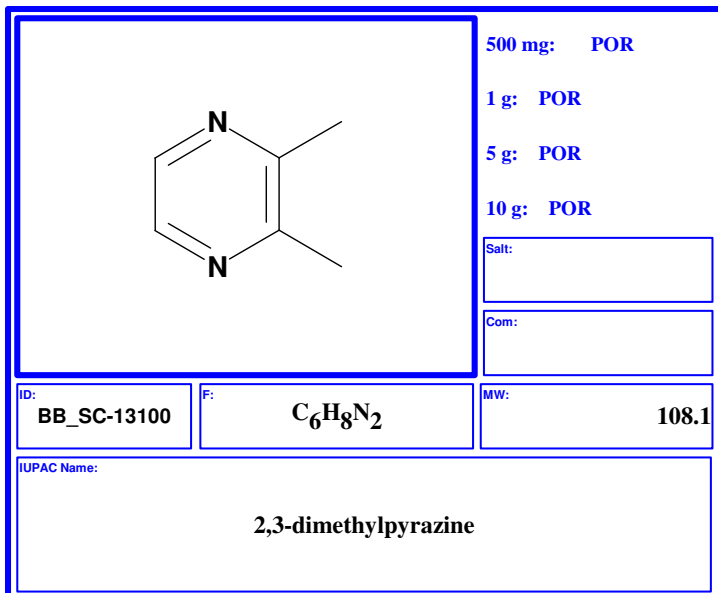 N
N
500 mg: POR
1 g: POR
5 g: POR
10 g: POR
Salt:
Com:
ID:
BB_SC-13100
F:
C6H8N2
MW:
108.1
IUPAC Name:
2,3-dimethylpyrazine